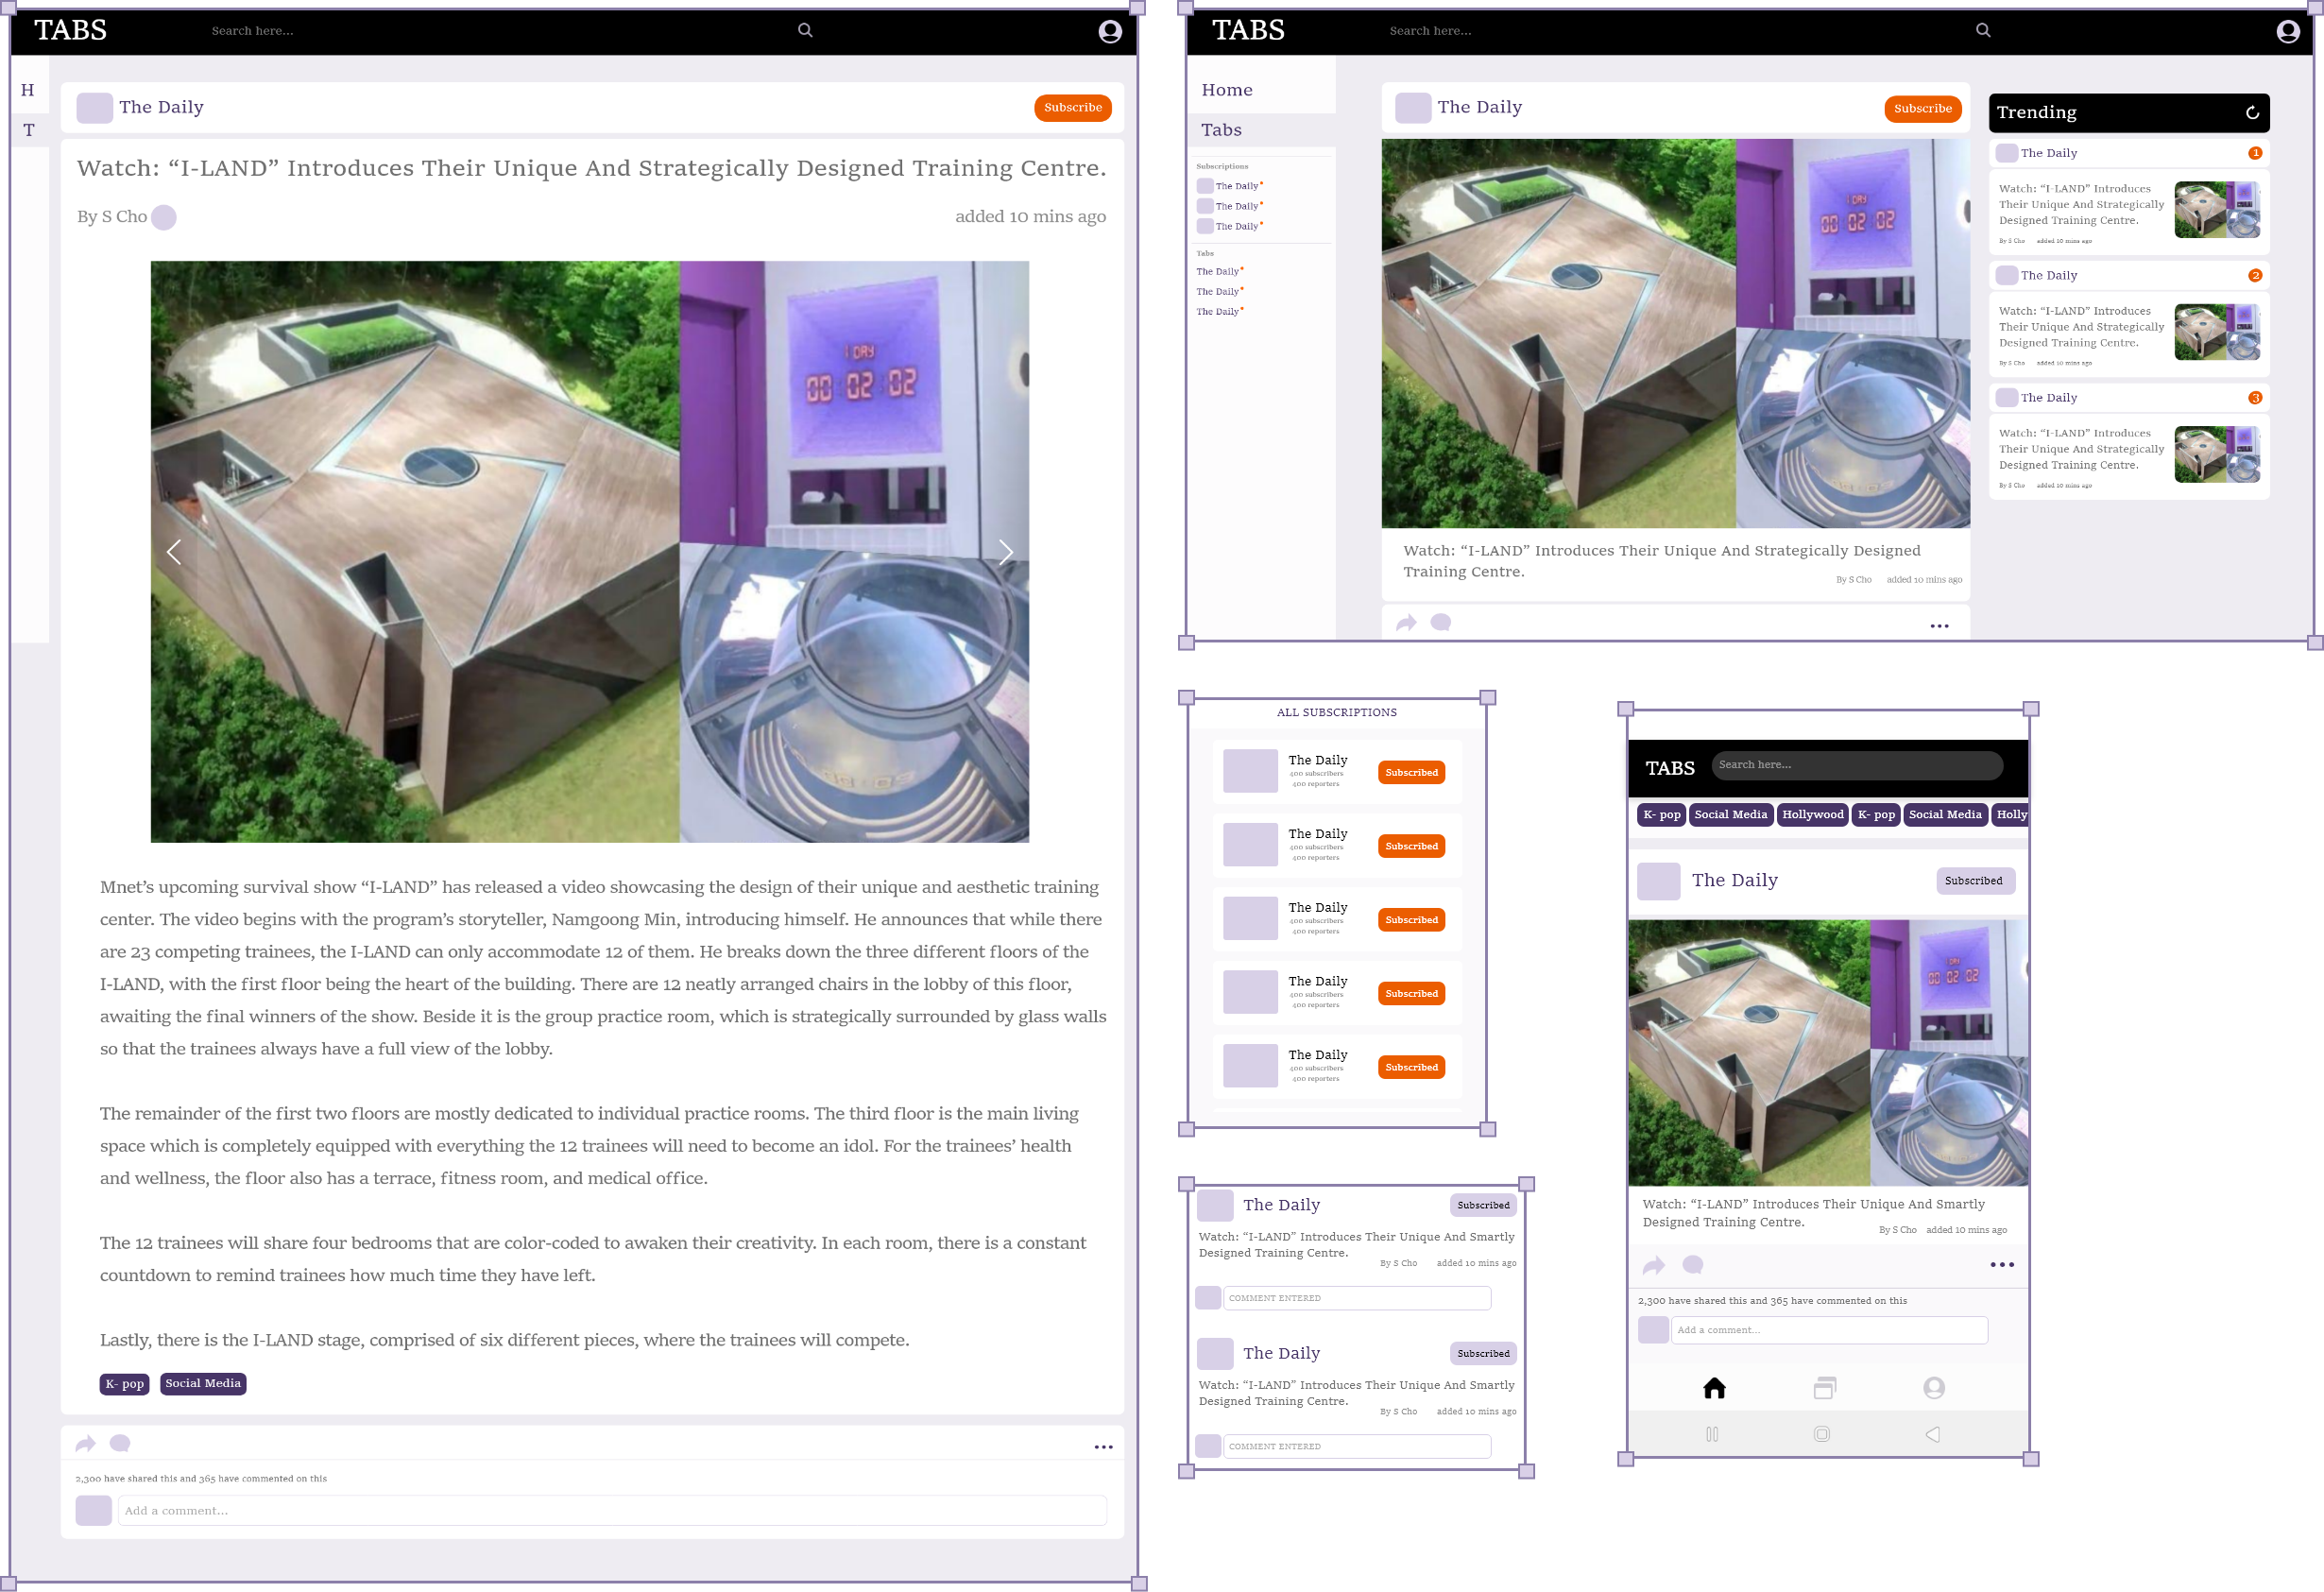 TABS
Search here...
H
T
The Daily
Subscribe
Watch: “I-LAND” Introduces Their Unique And Strategically Designed Training Centre.
By S Cho
added 10 mins ago
1 DAY
00:02:02
Mnet’s upcoming survival show “I-LAND” has released a video showcasing the design of their unique and aesthetic training
center. The video begins with the program’s storyteller, Namgoong Min, introducing himself. He announces that while there
are 23 competing trainees, the I-LAND can only accommodate 12 of them. He breaks down the three different floors of the
I-LAND, with the first floor being the heart of the building. There are 12 neatly arranged chairs in the lobby of this floor,
awaiting the final winners of the show. Beside it is the group practice room, which is strategically surrounded by glass walls
so that the trainees always have a full view of the lobby.
The remainder of the first two floors are mostly dedicated to individual practice rooms. The third floor is the main living
space which is completely equipped with everything the 12 trainees will need to become an idol. For the trainees’ health
and wellness, the floor also has a terrace, fitness room, and medical office.
The 12 trainees will share four bedrooms that are color-coded to awaken their creativity. In each room, there is a constant
countdown to remind trainees how much time they have left.
Lastly, there is the I-LAND stage, comprised of six different pieces, where the trainees will compete.
K- pop
Social Media
2,300 have shared this and 365 have commented on this
Add a comment...
TABS
Search here...
Home
Tabs
Subscriptions
The Daily
The Daily
The Daily
Tabs
The Daily
The Daily
The Daily
The Daily
Subscribe
1 DAY
00:02:02
Watch: “I-LAND” Introduces Their Unique And Strategically Designed
Training Centre.
By S Cho
added 10 mins ago
Trending
The Daily
1
Watch: “I-LAND” Introduces
Their Unique And Strategically
Designed Training Centre.
By S Cho
added 10 mins ago
The Daily
2
Watch: “I-LAND” Introduces
Their Unique And Strategically
Designed Training Centre.
By S Cho
added 10 mins ago
The Daily
3
Watch: “I-LAND” Introduces
Their Unique And Strategically
Designed Training Centre.
By S Cho
added 10 mins ago
ALL SUBSCRIPTIONS
The Daily
400 subscribers
400 reporters
Subscribed
The Daily
400 subscribers
400 reporters
Subscribed
The Daily
400 subscribers
400 reporters
Subscribed
The Daily
400 subscribers
400 reporters
Subscribed
The Daily
400 subscribers
400 reporters
Subscribed
The Daily
Subscribed
Watch: “I-LAND” Introduces Their Unique And Smartly
Designed Training Centre.
By S Cho
added 10 mins ago
COMMENT ENTERED
The Daily
Subscribed
Watch: “I-LAND” Introduces Their Unique And Smartly
Designed Training Centre.
By S Cho
added 10 mins ago
COMMENT ENTERED
TABS
Search here...
K- pop
Social Media
Hollywood
K- pop
Social Media
Holly
The Daily
Subscribed
1 DAY
00:02:02
Watch: “I-LAND” Introduces Their Unique And Smartly
Designed Training Centre.
By S Cho
added 10 mins ago
2,300 have shared this and 365 have commented on this
Add a comment...